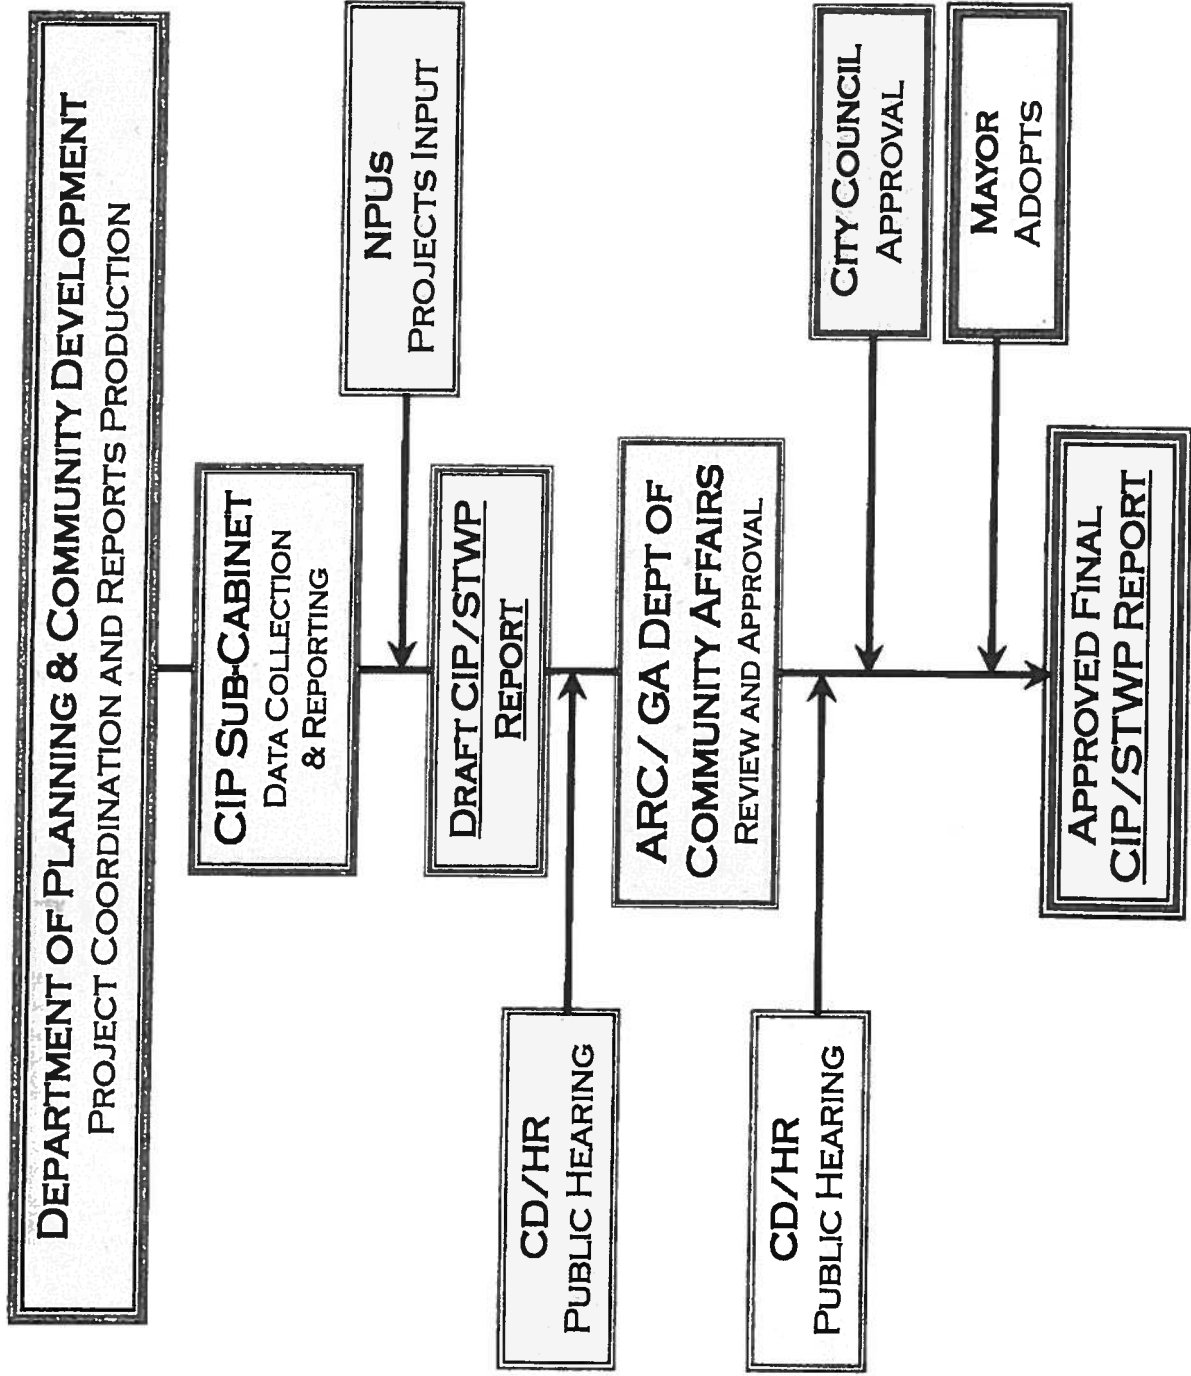 DEPARTMENT OF PLANNING & COMMUNITY DEVELOPMENT
PROJECT COORDINATION AND REPORTS PRODUCTION
CIP SUB-CABINET
DATA COLLECTION
& REPORTING
NPUS
PROJECTS INPUT
DRAFT CIP/STWP
REPORT
CD/HR
PUBLIC HEARING
ARC/ GA DEPT OF
COMMUNITY AFFAIRS
REVIEW AND APPROVAL
CD/HR
PUBLIC HEARING
CITY COUNCIL
APPROVAL
MAYOR
ADOPTS
APPROVED FINAL
CIP/STWP REPORT